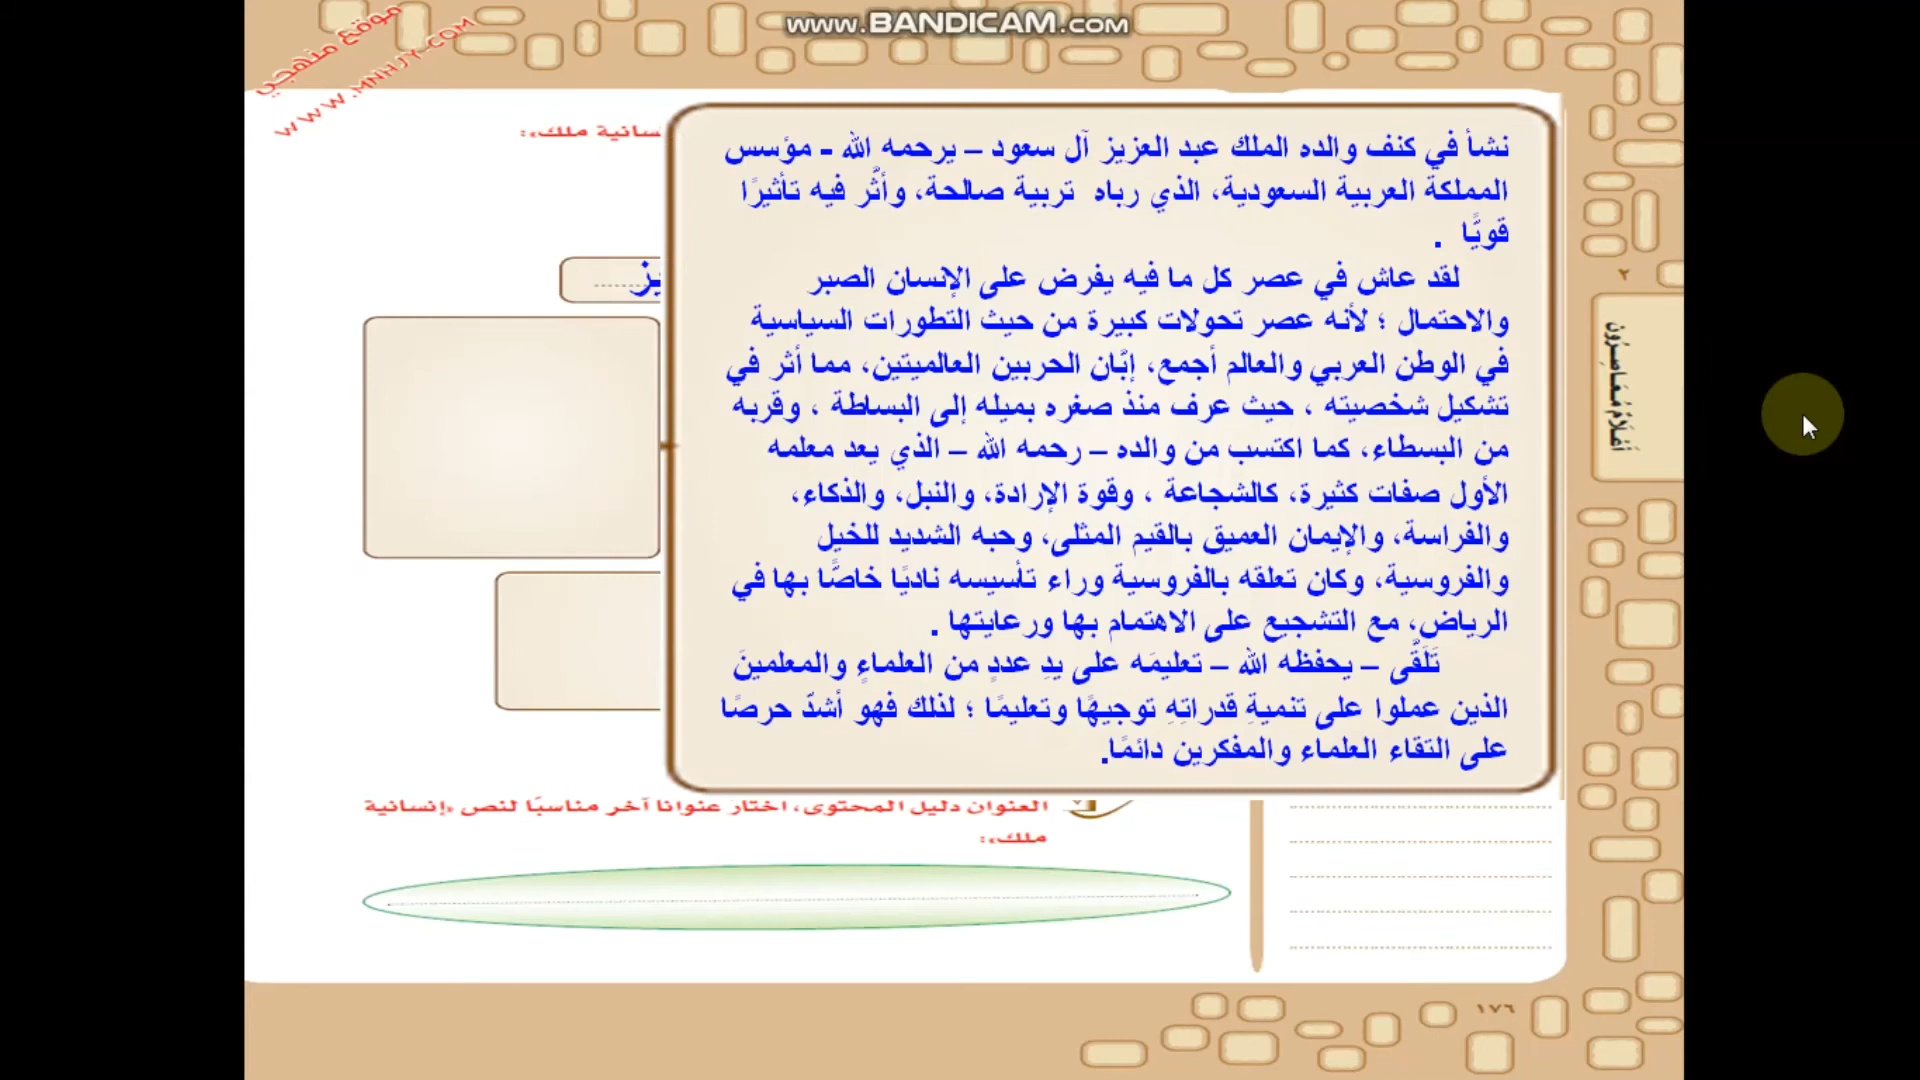 www.BANDICAM.com
موقع منهجي
WWW.MNHJY.COM
إنسانية ملك»:
نشأ في كنف والده الملك عبد العزيز آل سعود – يرحمه الله - مؤسس
المملكة العربية السعودية، الذي رباه تربية صالحة، وأثَّر فيه تأثيرًا
قويًّا .
لقد عاش في عصر كل ما فيه يفرض على الإنسان الصبر
والاحتمال ؛ لأنه عصر تحولات كبيرة من حيث التطورات السياسية
في الوطن العربي والعالم أجمع، إبَّان الحربين العالميتين، مما أثر في
تشكيل شخصيته ، حيث عرف منذ صغره بميله إلى البساطة ، وقربه
من البسطاء، كما اكتسب من والده – رحمه الله – الذي يعد معلمه
الأول صفات كثيرة، كالشجاعة ، وقوة الإرادة، والنبل، والذكاء،
والفراسة، والإيمان العميق بالقيم المثلى، وحبه الشديد للخيل
والفروسية، وكان تعلقه بالفروسية وراء تأسيسه ناديًا خاصًّا بها في
الرياض، مع التشجيع على الاهتمام بها ورعايتها .
تَلَقَّى – يحفظه الله – تعليمَه على يدِ عددٍ من العلماءِ والمعلمينَ
الذين عملوا على تنميةِ قدراتِهِ توجيهًا وتعليمًا ؛ لذلك فهو أشدّ حرصًا
على التقاء العلماء والمفكرين دائمًا.
٢
أَعْلَامٌ مُعَاصِرُونَ
العنوان دليل المحتوى، اختار عنوانا آخر مناسبًا لنص «إنسانية
ملك»:
١٧٦